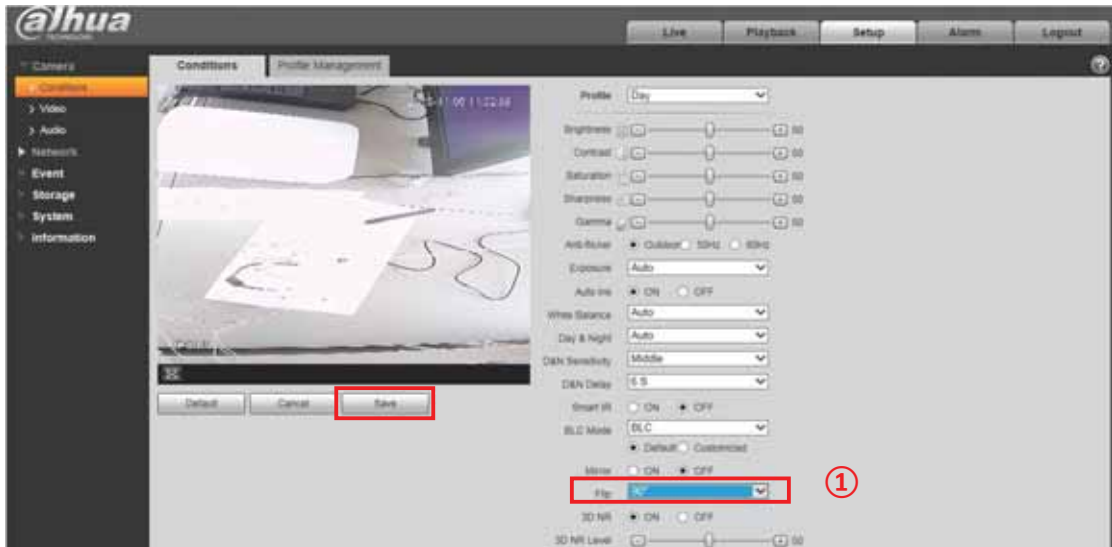 alhua
TECHNOLOGY
Live
Playback
Setup
Alarm
Logout
Camera
Conditions
Video
Audio
Network
Event
Storage
System
Information
Conditions
Profile Management
Default
Cancel
Save
Profile
Day
Brightness
50
Contrast
50
Saturation
50
Sharpness
50
Gamma
50
Anti-flicker
Outdoor
50Hz
60Hz
Exposure
Auto
Auto Iris
ON
OFF
White Balance
Auto
Day & Night
Auto
D&N Sensitivity
Middle
D&N Delay
6 S
Smart IR
ON
OFF
BLC Mode
BLC
Default
Customized
Mirror
ON
OFF
Flip
①
3D NR
ON
OFF
3D NR Level
50